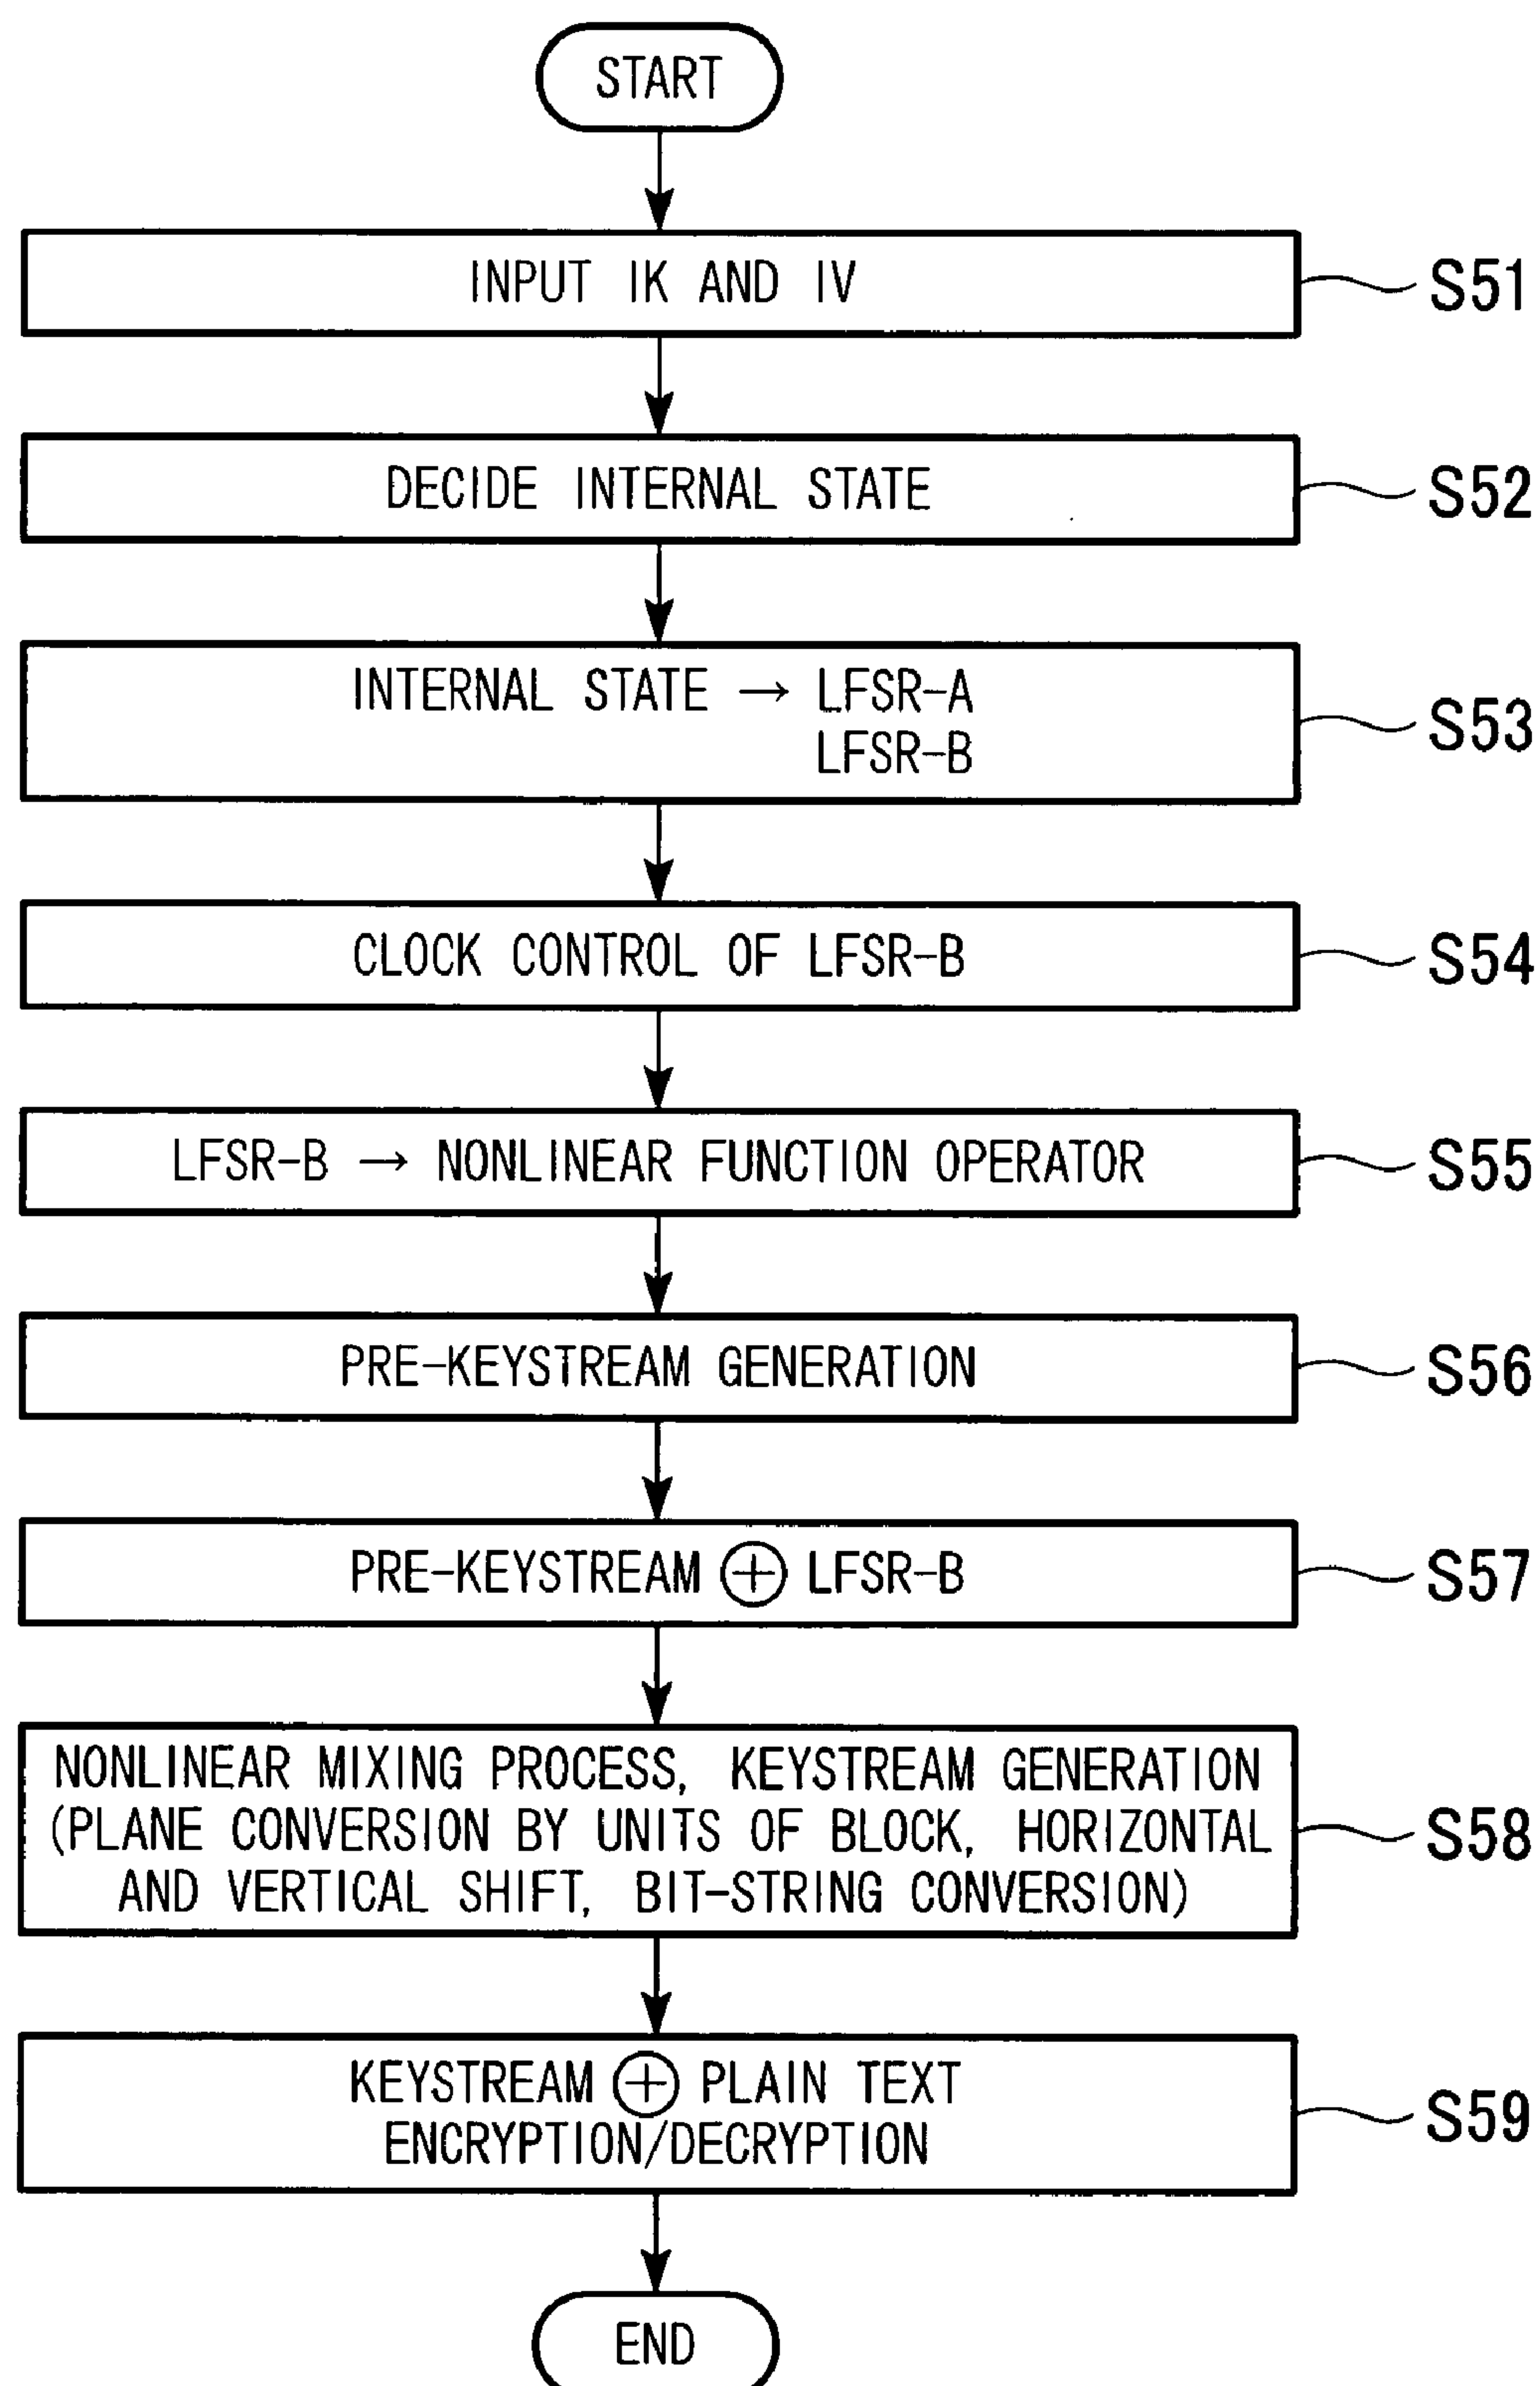 START
INPUT IK AND IV
S51
DECIDE INTERNAL STATE
S52
INTERNAL STATE → LFSR-A
LFSR-B
S53
CLOCK CONTROL OF LFSR-B
S54
LFSR-B → NONLINEAR FUNCTION OPERATOR
S55
PRE-KEYSTREAM GENERATION
S56
PRE-KEYSTREAM ⊕ LFSR-B
S57
NONLINEAR MIXING PROCESS, KEYSTREAM GENERATION
(PLANE CONVERSION BY UNITS OF BLOCK, HORIZONTAL
AND VERTICAL SHIFT, BIT-STRING CONVERSION)
S58
KEYSTREAM ⊕ PLAIN TEXT
ENCRYPTION/DECRYPTION
S59
END